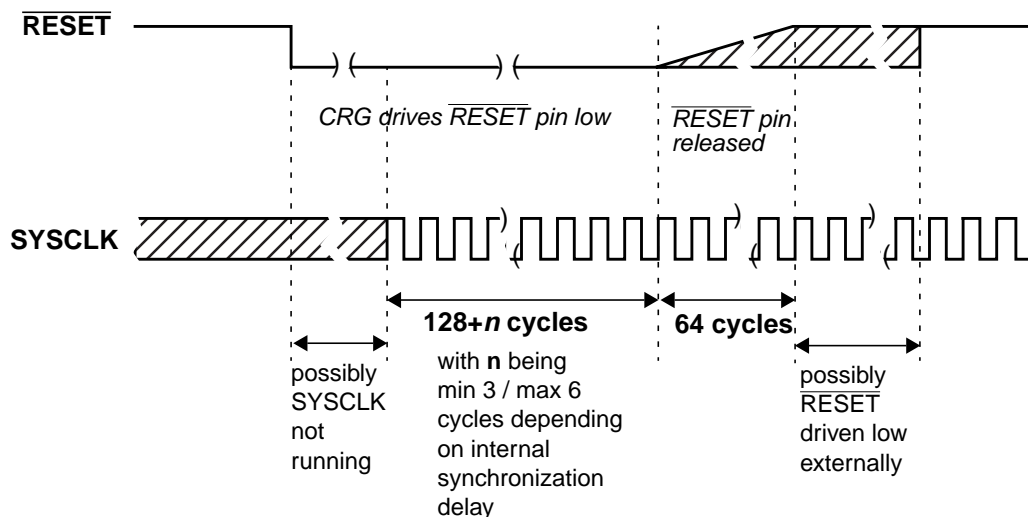 RESET
CRG drives RESET pin low
RESET pin
released
SYSCLK
128+n cycles
with n being
min 3 / max 6
cycles depending
on internal
synchronization
delay
64 cycles
possibly
SYSCLK
not
running
possibly
RESET
driven low
externally